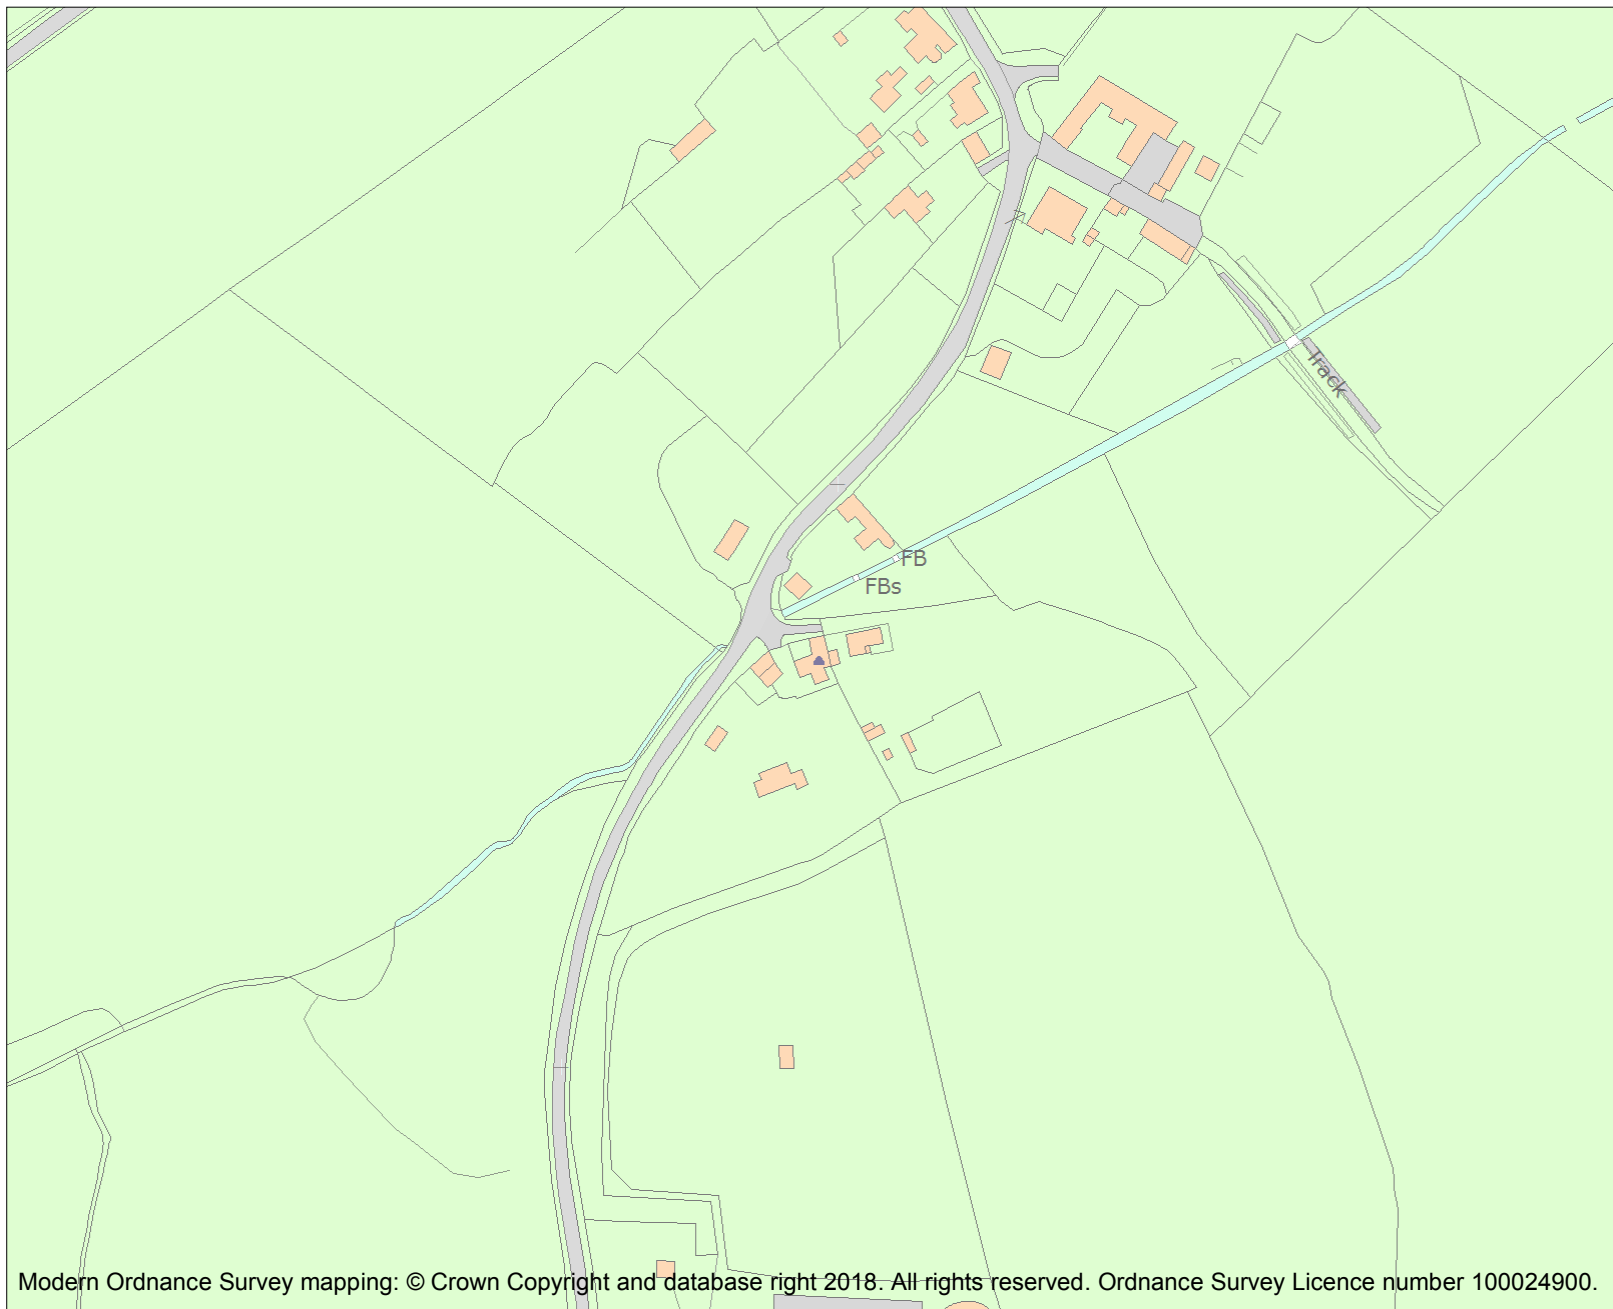 Track
FB
FBs
Modern Ordnance Survey mapping: © Crown Copyright and database right 2018. All rights reserved. Ordnance Survey Licence number 100024900.